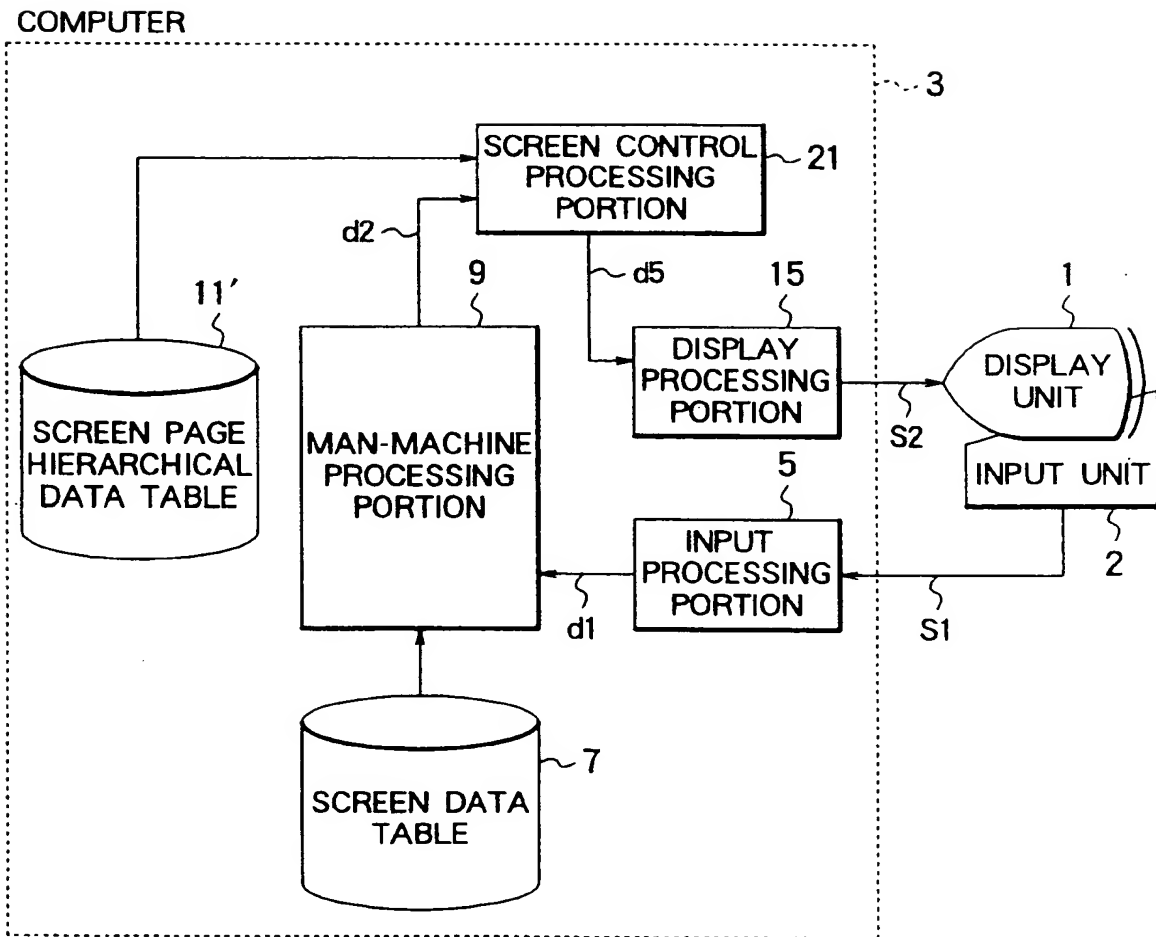 COMPUTER
3
SCREEN CONTROL
PROCESSING
PORTION
21
d2
d5
11′
9
15
1
SCREEN PAGE
HIERARCHICAL
DATA TABLE
MAN-MACHINE
PROCESSING
PORTION
DISPLAY
PROCESSING
PORTION
S2
DISPLAY
UNIT
INPUT UNIT
2
5
INPUT
PROCESSING
PORTION
d1
S1
SCREEN DATA
TABLE
7